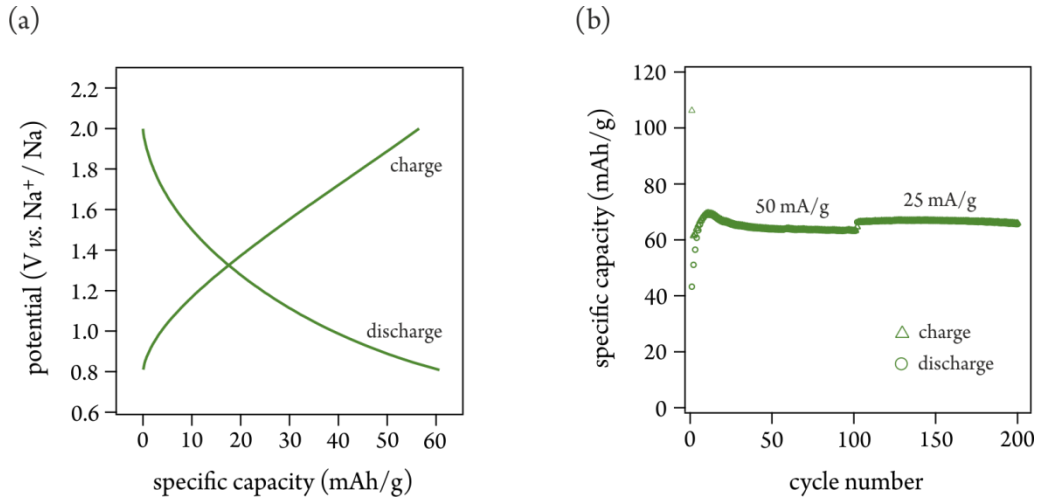 (a)
potential (V vs. Na⁺ / Na)
2.2
2.0
1.8
1.6
1.4
1.2
1.0
0.8
0.6
charge
discharge
0 10 20 30 40 50 60
specific capacity (mAh/g)
(b)
specific capacity (mAh/g)
120
100
80
60
40
20
0
50 mA/g
25 mA/g
charge
discharge
0 50 100 150 200
cycle number